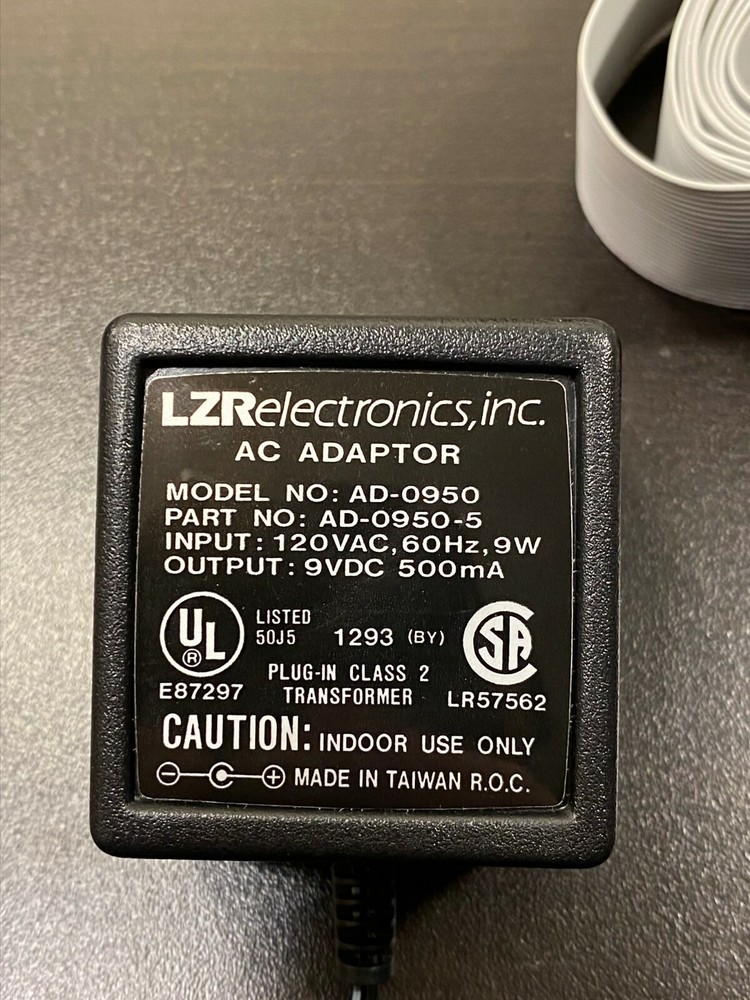 LZRelectronics,inc.
AC ADAPTOR
MODEL NO: AD-0950
PART NO: AD-0950-5
INPUT: 120VAC, 60Hz, 9W
OUTPUT: 9VDC 500mA
UL ® LISTED 50J5 1293 (BY) SA
E87297 PLUG-IN CLASS 2 TRANSFORMER LR57562
CAUTION: INDOOR USE ONLY
MADE IN TAIWAN R.O.C.